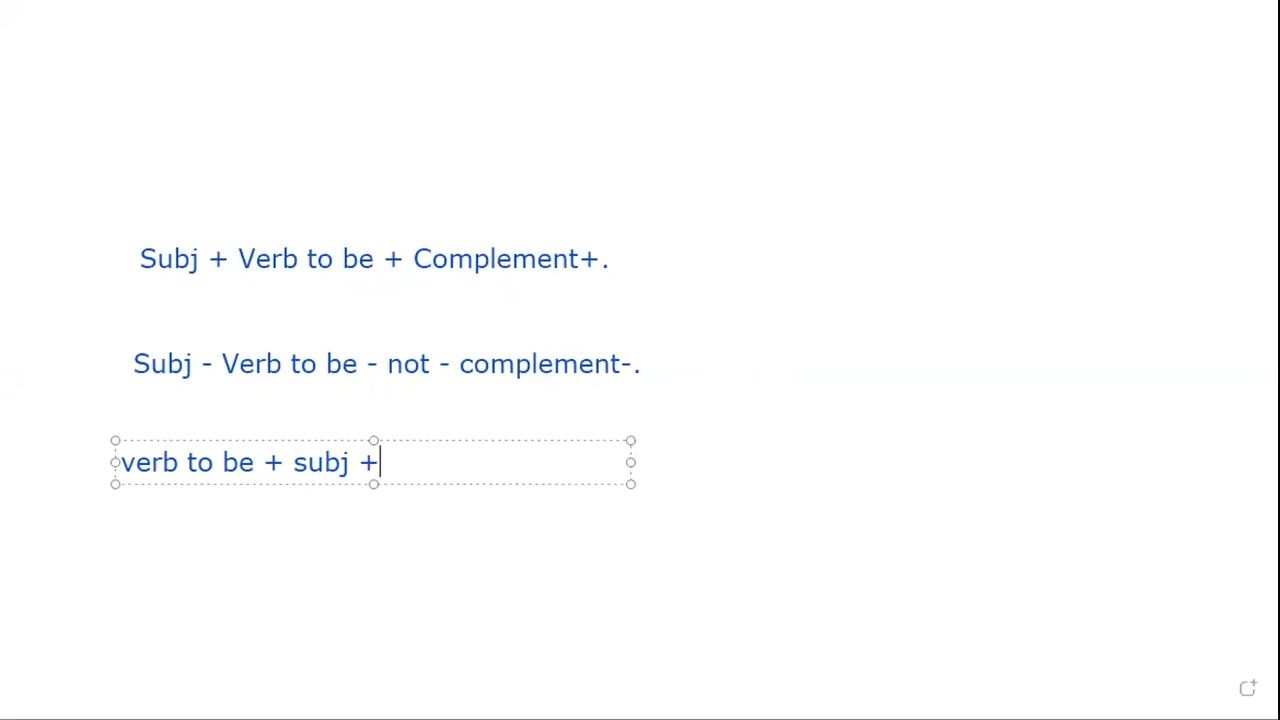 Subj + Verb to be + Complement+.
Subj - Verb to be - not - complement-.
verb to be + subj +